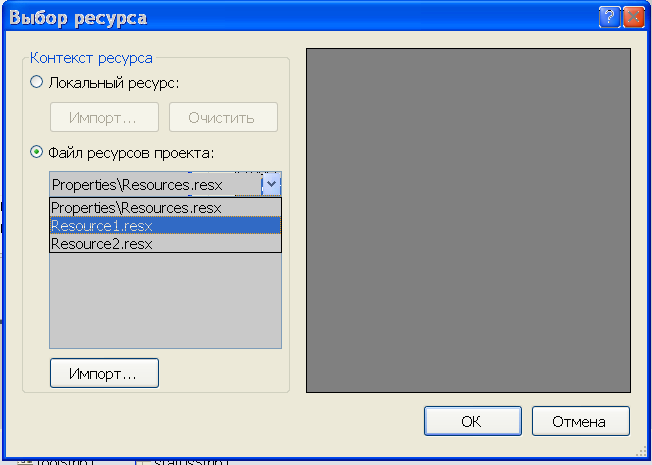 Выбор ресурса
Контекст ресурса
Локальный ресурс:
Импорт... Очистить
Файл ресурсов проекта:
Properties\Resources.resx
Properties\Resources.resx
Resource1.resx
Resource2.resx
Импорт...
ОК Отмена